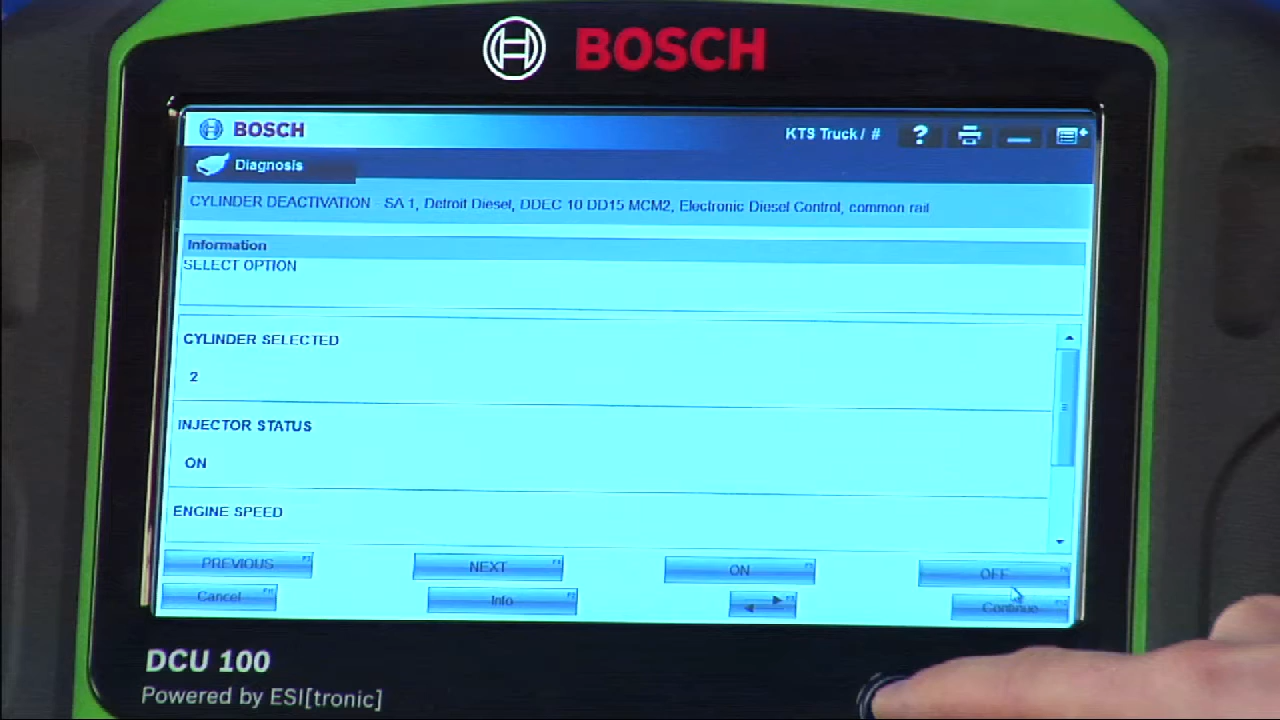 BOSCH
BOSCH
KTS Truck / #
?
Diagnosis
CYLINDER DEACTIVATION - SA 1, Detroit Diesel, DDEC 10 DD15 MCM2, Electronic Diesel Control, common rail
Information
SELECT OPTION
CYLINDER SELECTED
2
INJECTOR STATUS
ON
ENGINE SPEED
PREVIOUS
NEXT
ON
OFF
Cancel
Info
Continue
DCU 100
Powered by ESI[tronic]